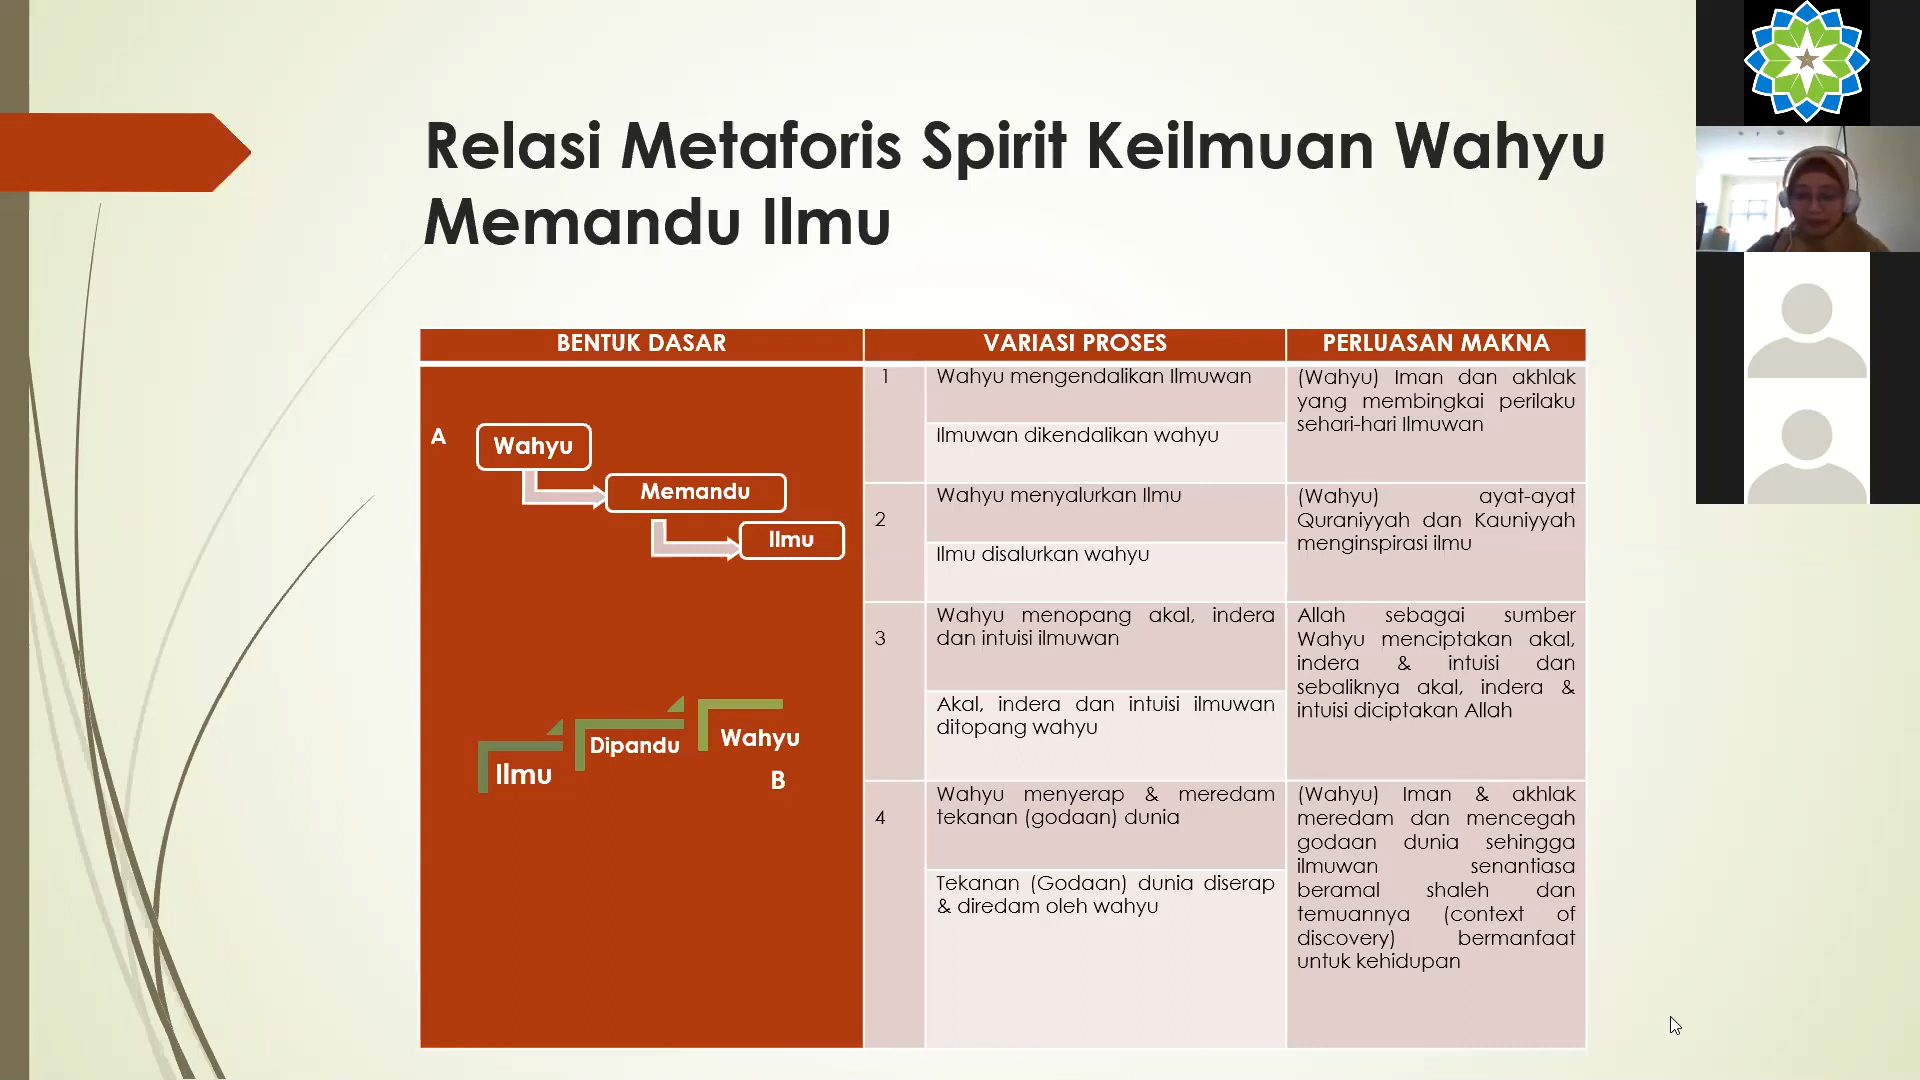 Relasi Metaforis Spirit Keilmuan Wahyu
Memandu Ilmu
BENTUK DASAR
VARIASI PROSES
PERLUASAN MAKNA
A
Wahyu
Memandu
Ilmu
Ilmu
Dipandu
Wahyu
B
1
Wahyu mengendalikan Ilmuwan
Ilmuwan dikendalikan wahyu
(Wahyu) Iman dan akhlak
yang membingkai perilaku
sehari-hari Ilmuwan
2
Wahyu menyalurkan Ilmu
Ilmu disalurkan wahyu
(Wahyu) ayat-ayat
Quraniyyah dan Kauniyyah
menginspirasi ilmu
3
Wahyu menopang akal, indera
dan intuisi ilmuwan
Akal, indera dan intuisi ilmuwan
ditopang wahyu
Allah sebagai sumber
Wahyu menciptakan akal,
indera & intuisi dan
sebaliknya akal, indera &
intuisi diciptakan Allah
4
Wahyu menyerap & meredam
tekanan (godaan) dunia
Tekanan (Godaan) dunia diserap
& diredam oleh wahyu
(Wahyu) Iman & akhlak
meredam dan mencegah
godaan dunia sehingga
ilmuwan senantiasa
beramal shaleh dan
temuannya (context of
discovery) bermanfaat
untuk kehidupan